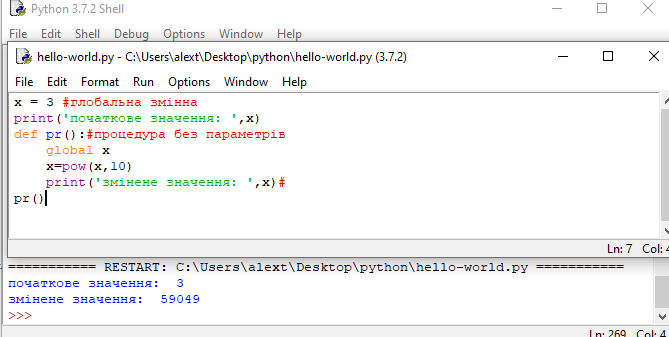 Python 3.7.2 Shell
File Edit Shell Debug Options Window Help
hello-world.py - C:\Users\alext\Desktop\python\hello-world.py (3.7.2)
File Edit Format Run Options Window Help
x = 3 #глобальна змінна
print('початкове значення: ',x)
def pr():#процедура без параметрів
    global x
    x=pow(x,10)
    print('змінене значення: ',x)#
pr()
Ln: 7 Col: 4
=========== RESTART: C:\Users\alext\Desktop\python\hello-world.py ===========
початкове значення:  3
змінене значення:  59049
>>>
Ln: 269 Col: 4